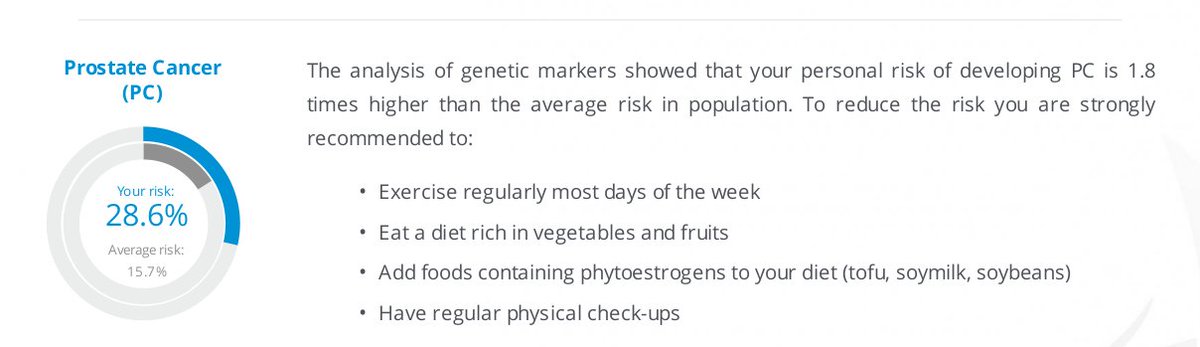 Prostate Cancer
(PC)
Your risk:
28.6%
Average risk:
15.7%
The analysis of genetic markers showed that your personal risk of developing PC is 1.8
times higher than the average risk in population. To reduce the risk you are strongly
recommended to:
• Exercise regularly most days of the week
• Eat a diet rich in vegetables and fruits
• Add foods containing phytoestrogens to your diet (tofu, soymilk, soybeans)
• Have regular physical check-ups